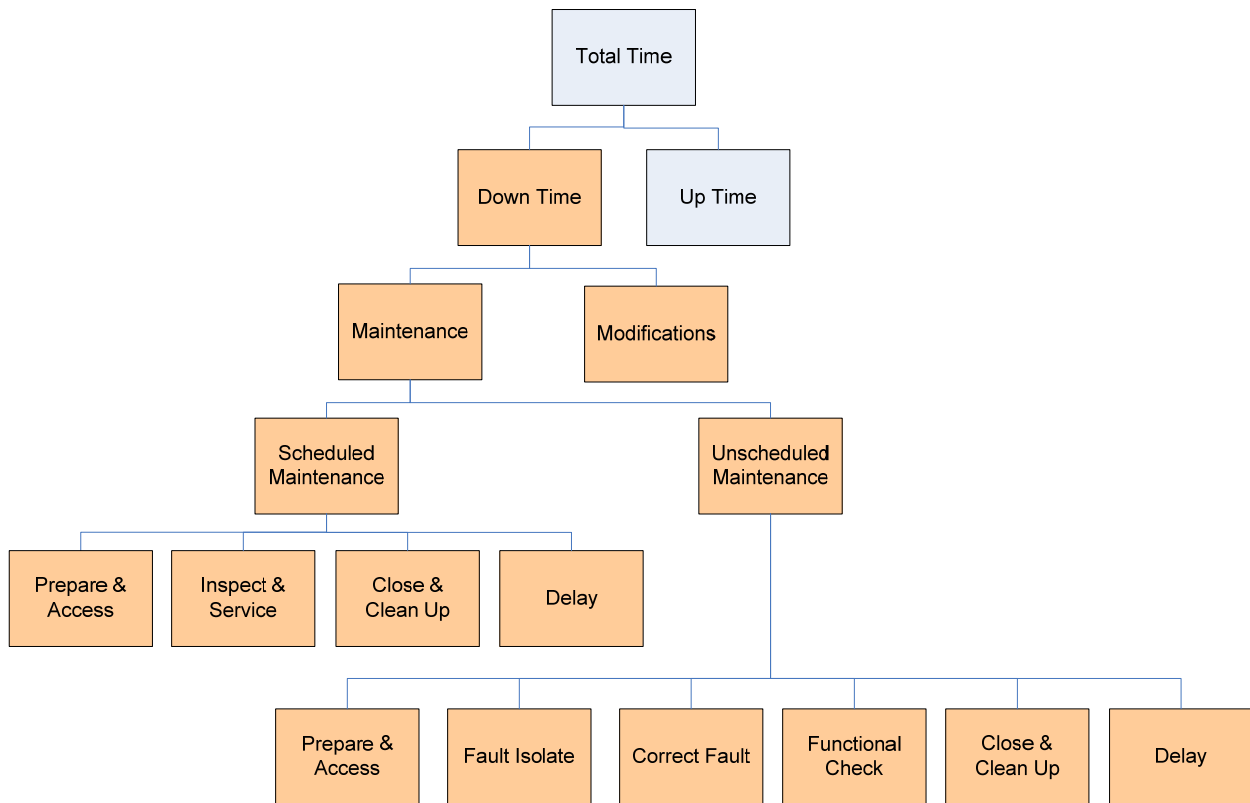 Total Time
Down Time
Up Time
Maintenance
Modifications
Scheduled
Maintenance
Unscheduled
Maintenance
Prepare &
Access
Inspect &
Service
Close &
Clean Up
Delay
Prepare &
Access
Fault Isolate
Correct Fault
Functional
Check
Close &
Clean Up
Delay